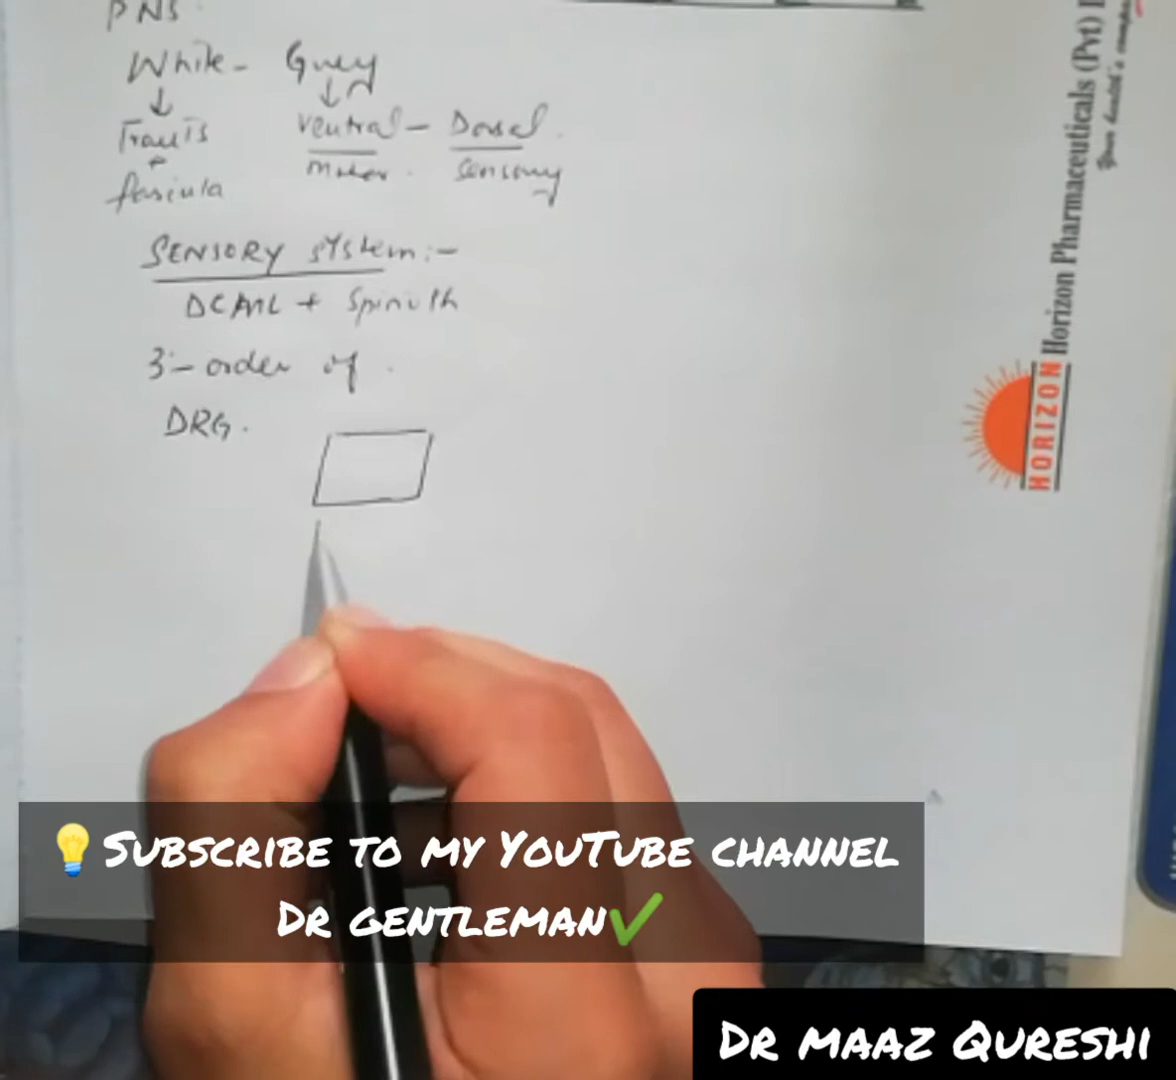 PNS.
White - Grey
Tracts ventral - Dorsal.
fasiula motor. sensory
SENSORY system:-
DCML + Spinoth
3:- order of.
DRG.
Horizon Pharmaceuticals (Pvt)
HORIZON
💡SUBSCRIBE TO MY YOUTUBE CHANNEL
DR GENTLEMAN✔
DR MAAZ QURESHI